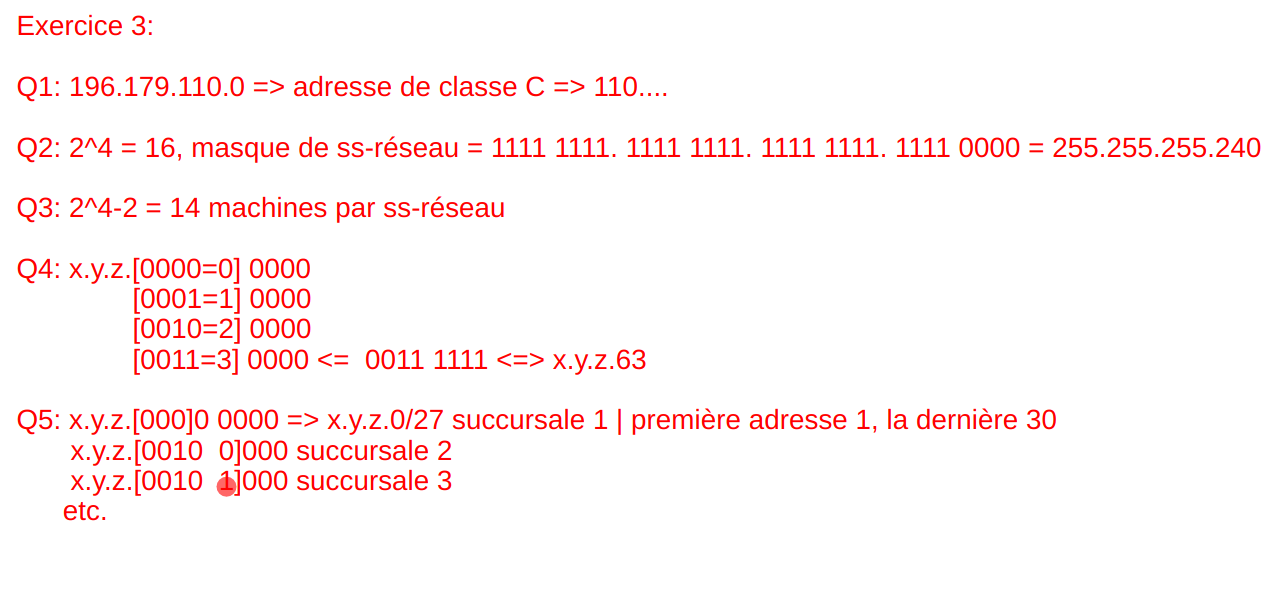 Exercice 3:
Q1: 196.179.110.0 => adresse de classe C => 110....
Q2: 2^4 = 16, masque de ss-réseau = 1111 1111. 1111 1111. 1111 1111. 1111 0000 = 255.255.255.240
Q3: 2^4-2 = 14 machines par ss-réseau
Q4: x.y.z.[0000=0] 0000
[0001=1] 0000
[0010=2] 0000
[0011=3] 0000 <=  0011 1111 <=> x.y.z.63
Q5: x.y.z.[000]0 0000 => x.y.z.0/27 succursale 1 | première adresse 1, la dernière 30
x.y.z.[0010  0]000 succursale 2
x.y.z.[0010  1]000 succursale 3
etc.